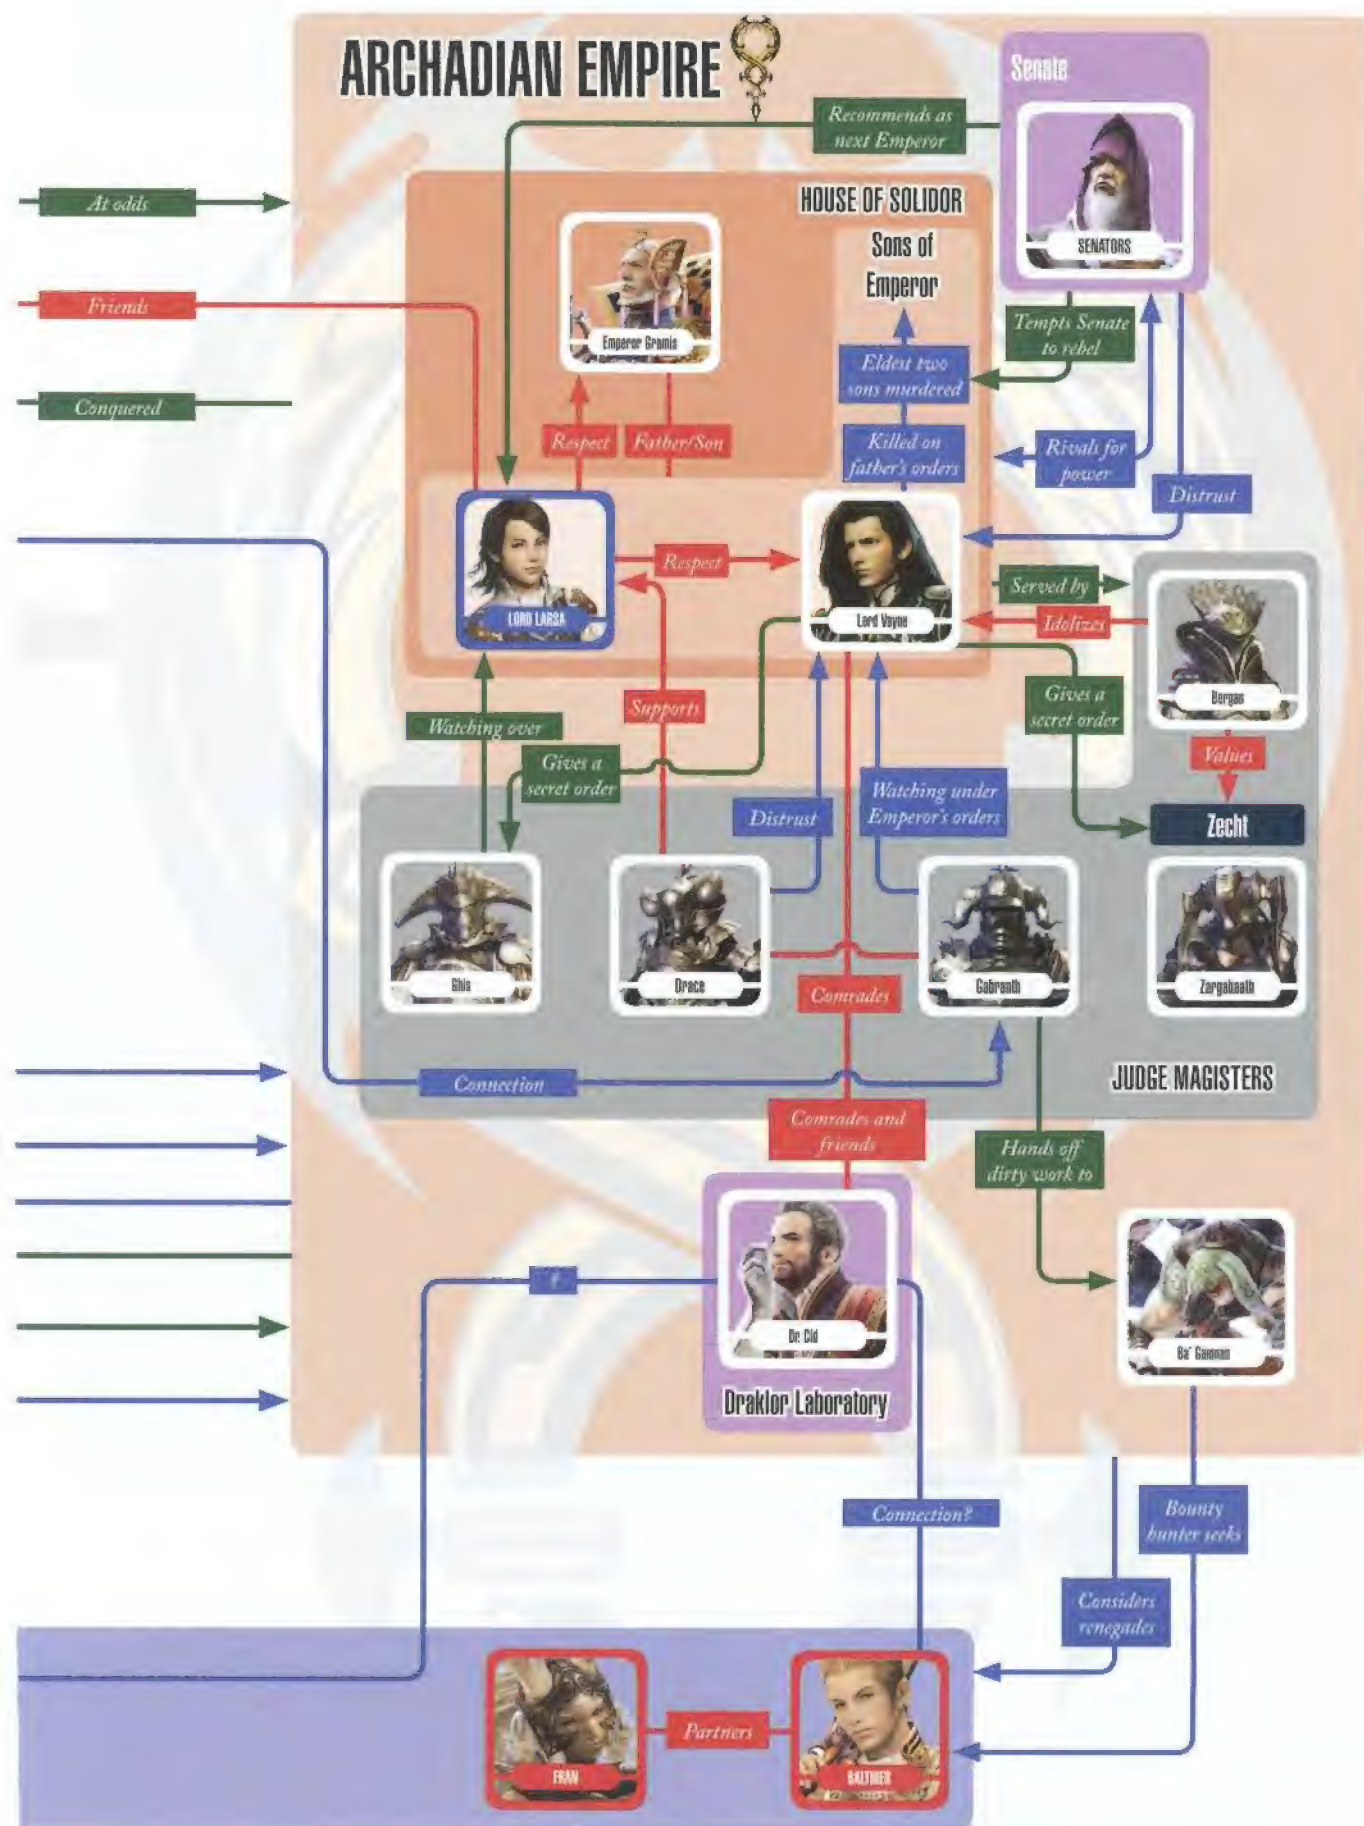 ARCHADIAN EMPIRE
Senate
Recommends as
next Emperor
At odds
HOUSE OF SOLIDOR
SENATORS
Sons of
Emperor
Friends
Emperor Gramis
Tempts Senate
to rebel
Eldest two
sons murdered
Conquered
Respect
Father/Son
Killed on
father's orders
Rivals for
power
Distrust
Respect
LORD LARSA
Lord Vayne
Served by
Idolizes
Bergan
Supports
Gives a
secret order
Watching over
Gives a
secret order
Values
Distrust
Watching under
Emperor's orders
Zecht
Ghis
Drace
Comrades
Gabranth
Zargabaath
Connection
JUDGE MAGISTERS
Comrades and
friends
Hands off
dirty work to
?
Dr. Cid
Ba' Gamnan
Draklor Laboratory
Connection?
Bounty
hunter seeks
Considers
renegades
Partners
FRAN
BALTHIER